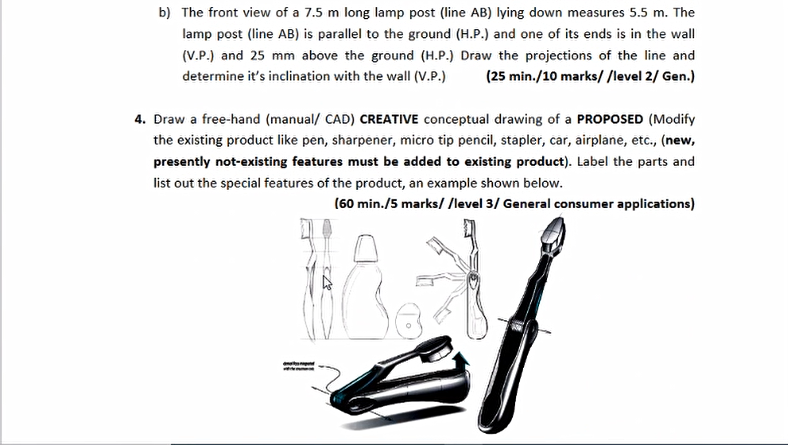 b) The front view of a 7.5 m long lamp post (line AB) lying down measures 5.5 m. The
lamp post (line AB) is parallel to the ground (H.P.) and one of its ends is in the wall
(V.P.) and 25 mm above the ground (H.P.) Draw the projections of the line and
determine it's inclination with the wall (V.P.) (25 min./10 marks/ /level 2/ Gen.)
4. Draw a free-hand (manual/ CAD) CREATIVE conceptual drawing of a PROPOSED (Modify
the existing product like pen, sharpener, micro tip pencil, stapler, car, airplane, etc., (new,
presently not-existing features must be added to existing product). Label the parts and
list out the special features of the product, an example shown below.
(60 min./5 marks/ /level 3/ General consumer applications)